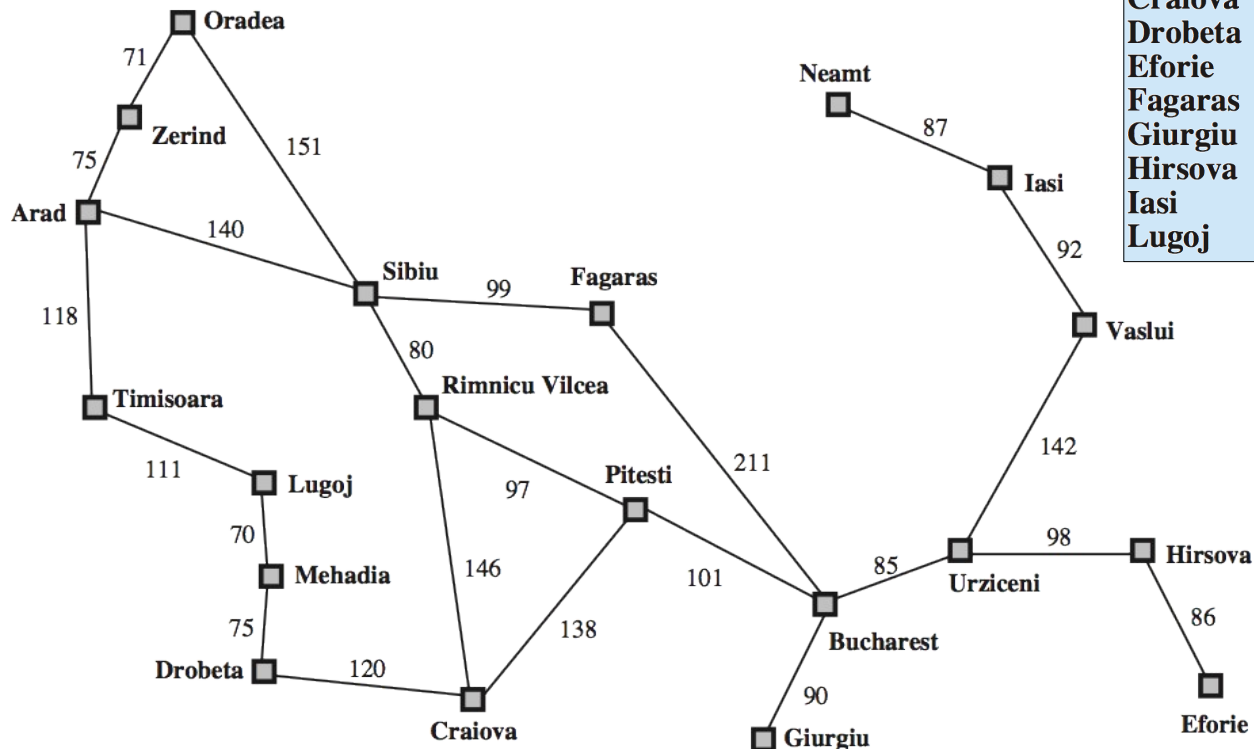 Oradea
71
Zerind
151
75
Arad
140
Sibiu
99
Fagaras
118
80
Timisoara
Rimnicu Vilcea
111
Lugoj
97
Pitesti
211
70
Mehadia
146
101
75
138
Drobeta
120
Craiova
Neamt
87
Iasi
92
Vaslui
142
98
Hirsova
85
Urziceni
86
Bucharest
90
Giurgiu
Eforie
Craiova
Drobeta
Eforie
Fagaras
Giurgiu
Hirsova
Iasi
Lugoj